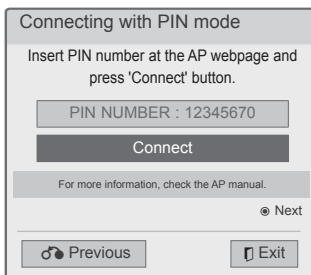 Connecting with PIN mode
Insert PIN number at the AP webpage and
press 'Connect' button.
PIN NUMBER : 12345670
Connect
For more information, check the AP manual.
Next
Previous
Exit